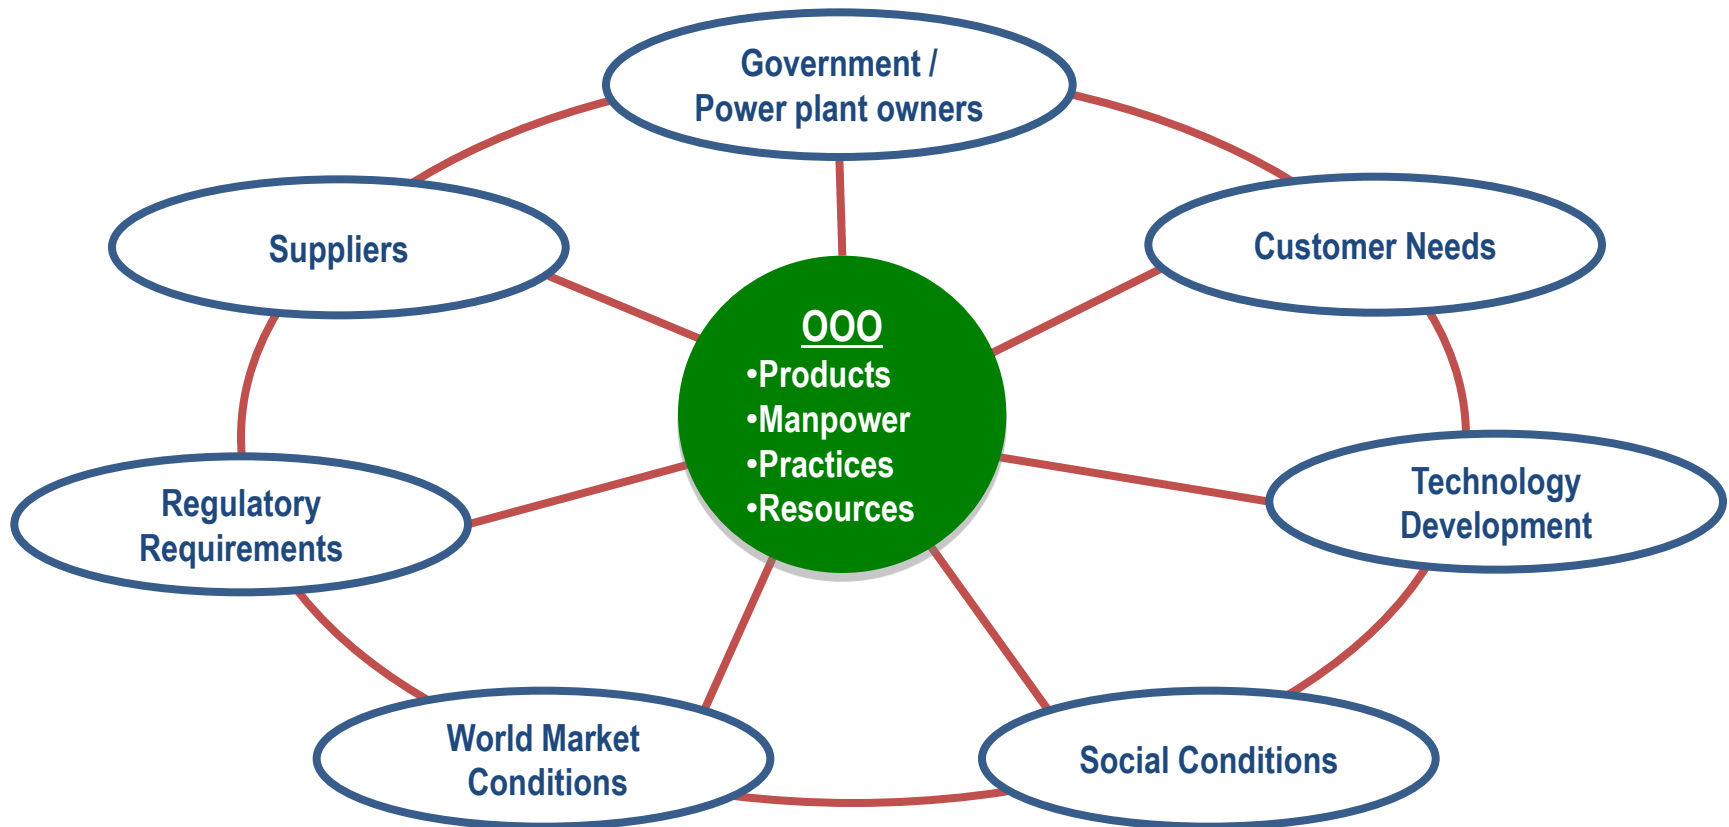 Government /
Power plant owners
Suppliers
Customer Needs
OOO
•Products
•Manpower
•Practices
•Resources
Regulatory
Requirements
Technology
Development
World Market
Conditions
Social Conditions